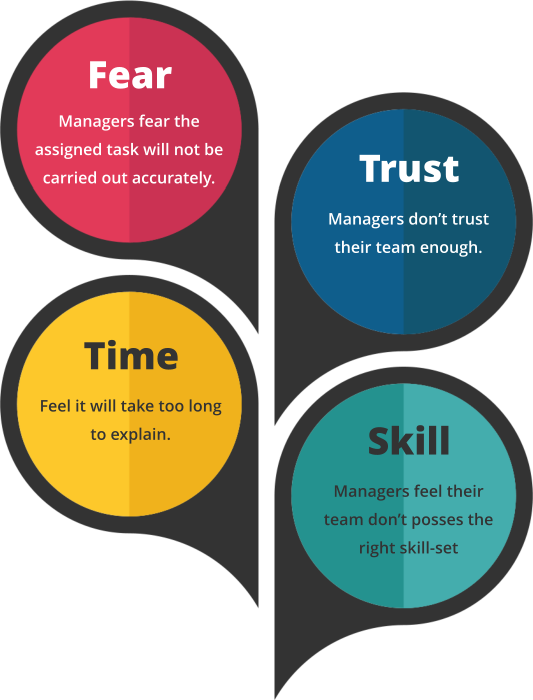 Fear
Managers fear the
assigned task will not be
carried out accurately.
Trust
Managers don’t trust
their team enough.
Time
Feel it will take too long
to explain.
Skill
Managers feel their
team don’t posses the
right skill-set